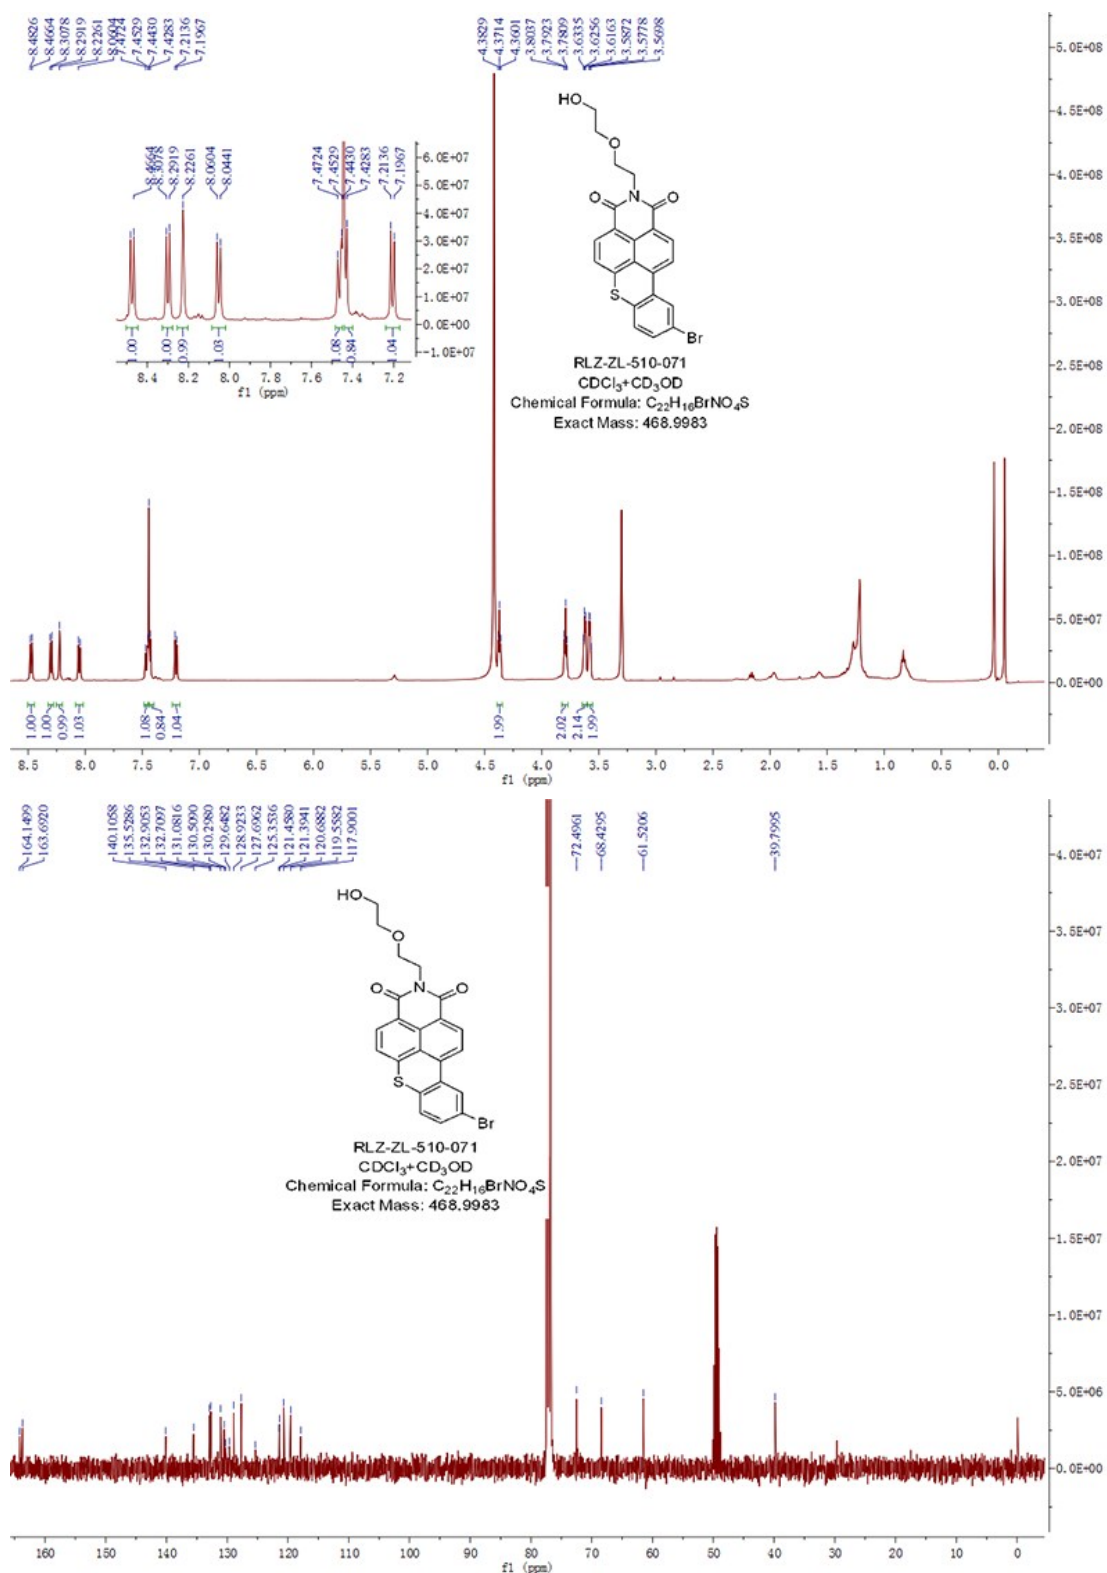 8.4826
8.4664
8.3078
8.2919
8.2261
8.0604
7.4724
7.4529
7.4430
7.4283
7.2136
7.1967
4.3829
4.3714
4.3601
3.8037
3.7923
3.7809
3.6335
3.6256
3.6163
3.5872
3.5778
3.5698
8.4664
8.3078
8.2919
8.2261
8.0604
8.0441
7.4724
7.4529
7.4430
7.4283
7.2136
7.1967
6.0E+07
5.0E+07
4.0E+07
3.0E+07
2.0E+07
1.0E+07
0.0E+00
-1.0E+07
1.00
1.00
0.99
1.03
1.08
0.84
1.04
8.4 8.2 8.0 7.8 7.6 7.4 7.2
f1 (ppm)
HO
O
O N O
S
Br
RLZ-ZL-510-071
CDCl₃+CD₃OD
Chemical Formula: C₂₂H₁₆BrNO₄S
Exact Mass: 468.9983
5.0E+08
4.5E+08
4.0E+08
3.5E+08
3.0E+08
2.5E+08
2.0E+08
1.5E+08
1.0E+08
5.0E+07
0.0E+00
1.00
1.00
0.99
1.03
1.08
0.84
1.04
1.99
2.02
2.14
1.99
8.5 8.0 7.5 7.0 6.5 6.0 5.5 5.0 4.5 4.0 3.5 3.0 2.5 2.0 1.5 1.0 0.5 0.0
f1 (ppm)
164.1499
163.6920
140.1058
135.5286
132.9053
132.7097
131.0816
130.5090
130.2980
129.6482
128.9233
127.6962
125.3536
121.4580
121.3941
120.6882
119.5582
117.9001
72.4961
68.4295
61.5206
39.7995
HO
O
O N O
S
Br
RLZ-ZL-510-071
CDCl₃+CD₃OD
Chemical Formula: C₂₂H₁₆BrNO₄S
Exact Mass: 468.9983
4.0E+07
3.5E+07
3.0E+07
2.5E+07
2.0E+07
1.5E+07
1.0E+07
5.0E+06
0.0E+00
160 150 140 130 120 110 100 90 80 70 60 50 40 30 20 10 0
f1 (ppm)